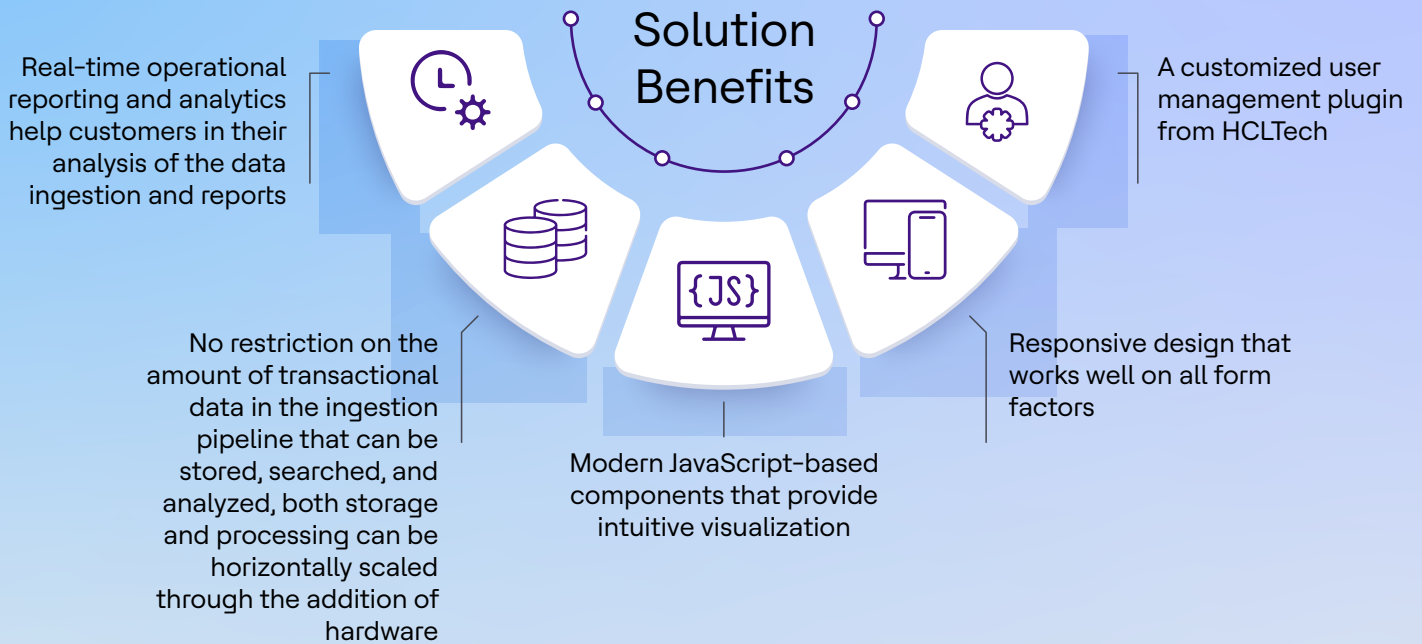 Solution
Benefits
Real-time operational
reporting and analytics
help customers in their
analysis of the data
ingestion and reports
No restriction on the
amount of transactional
data in the ingestion
pipeline that can be
stored, searched, and
analyzed, both storage
and processing can be
horizontally scaled
through the addition of
hardware
{JS}
Modern JavaScript-based
components that provide
intuitive visualization
Responsive design that
works well on all form
factors
A customized user
management plugin
from HCLTech